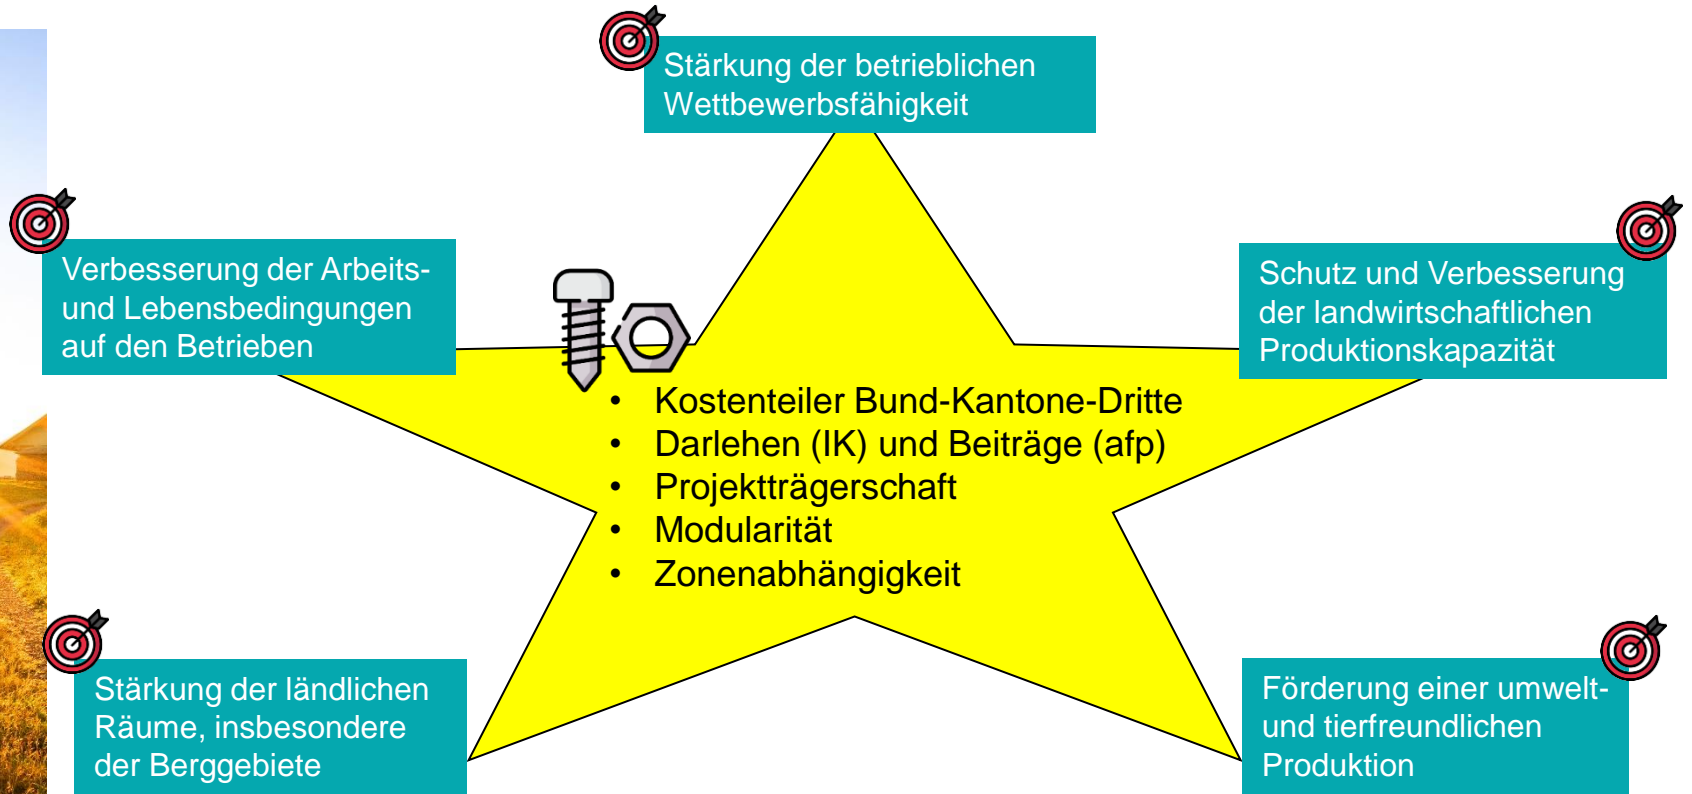 Stärkung der betrieblichen
Wettbewerbsfähigkeit
Verbesserung der Arbeits-
und Lebensbedingungen
auf den Betrieben
Schutz und Verbesserung
der landwirtschaftlichen
Produktionskapazität
• Kostenteiler Bund-Kantone-Dritte
• Darlehen (IK) und Beiträge (afp)
• Projektträgerschaft
• Modularität
• Zonenabhängigkeit
Stärkung der ländlichen
Räume, insbesondere
der Berggebiete
Förderung einer umwelt-
und tierfreundlichen
Produktion